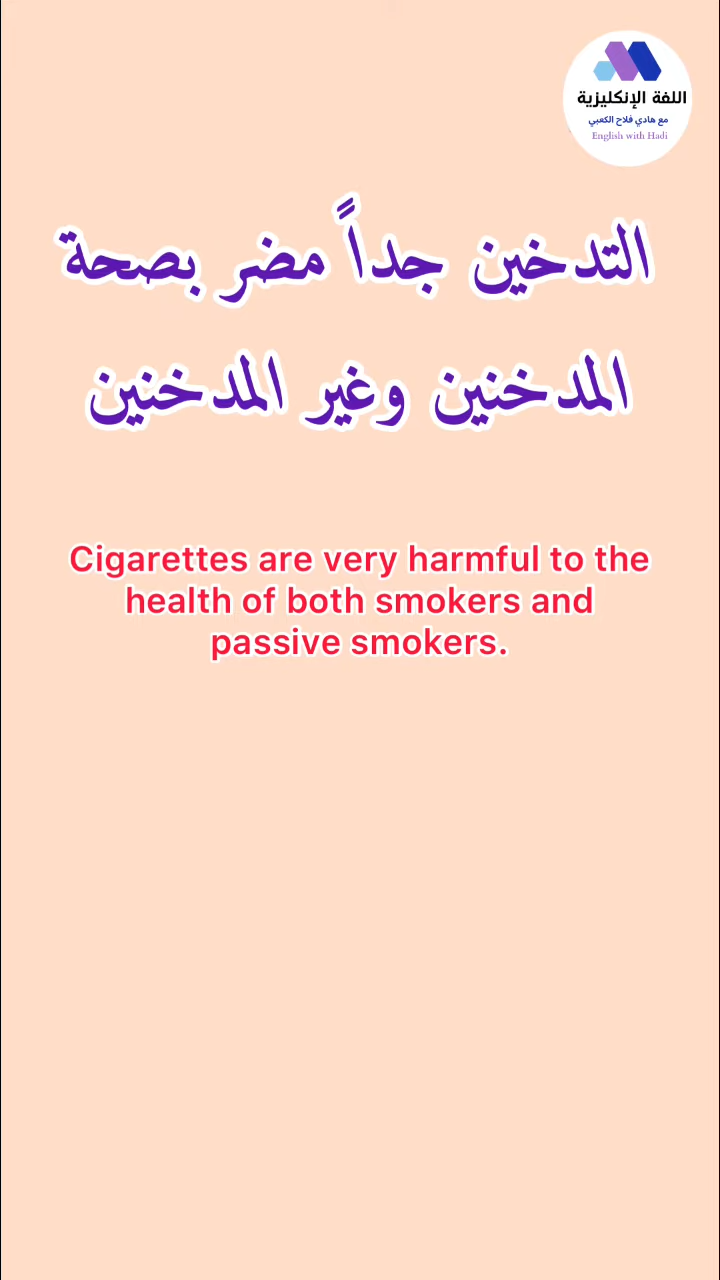 اللغة الإنكليزية
مع هادي فلاح الكعبي
English with Hadi
التدخين جداً مضر بصحة
المدخنين وغير المدخنين
Cigarettes are very harmful to the
health of both smokers and
passive smokers.